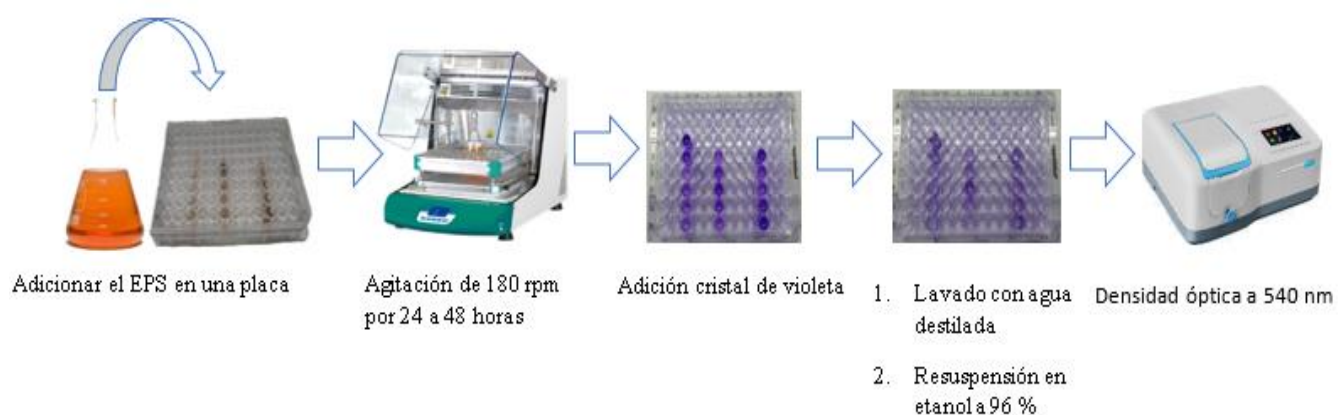 Adicionar el EPS en una placa
Agitación de 180 rpm
por 24 a 48 horas
Adición cristal de violeta
1. Lavado con agua
destilada
2. Resuspensión en
etanol a 96 %
Densidad óptica a 540 nm